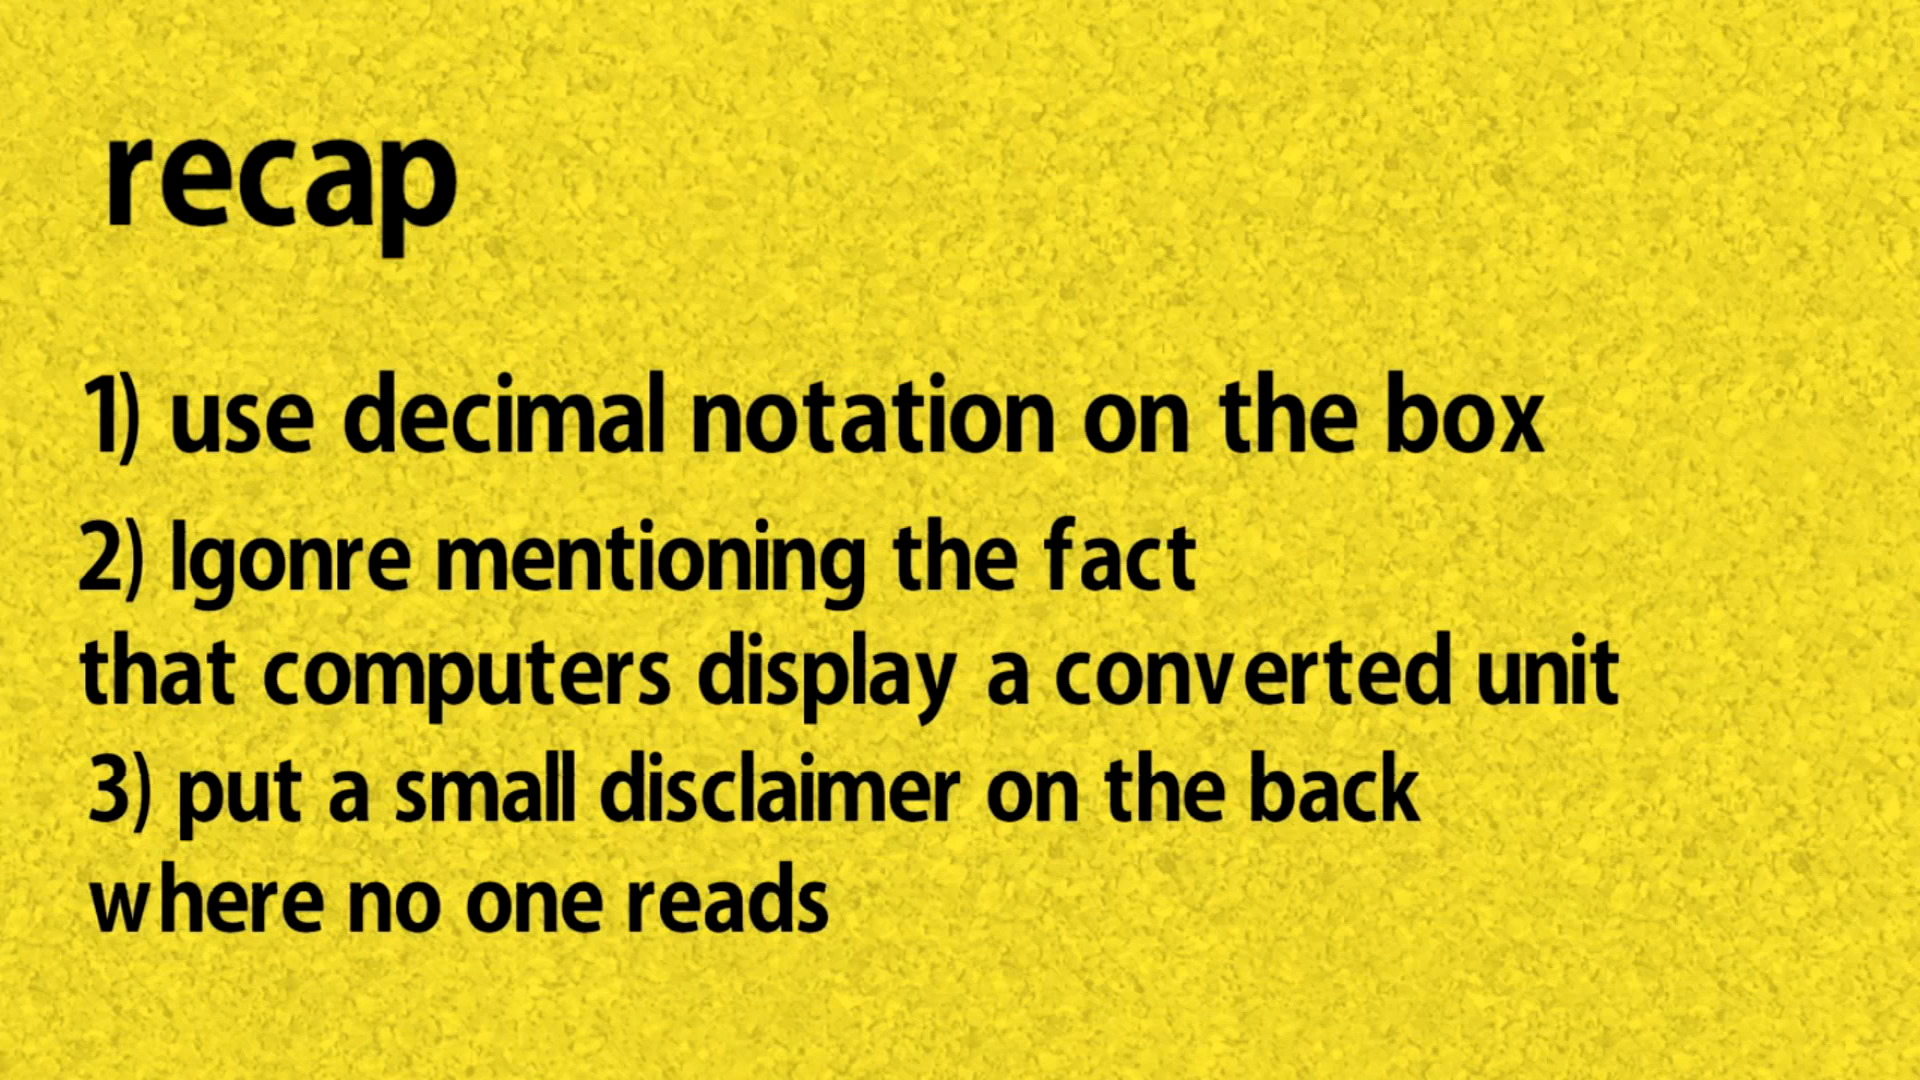 recap
1) use decimal notation on the box
2) Igonre mentioning the fact
that computers display a converted unit
3) put a small disclaimer on the back
where no one reads